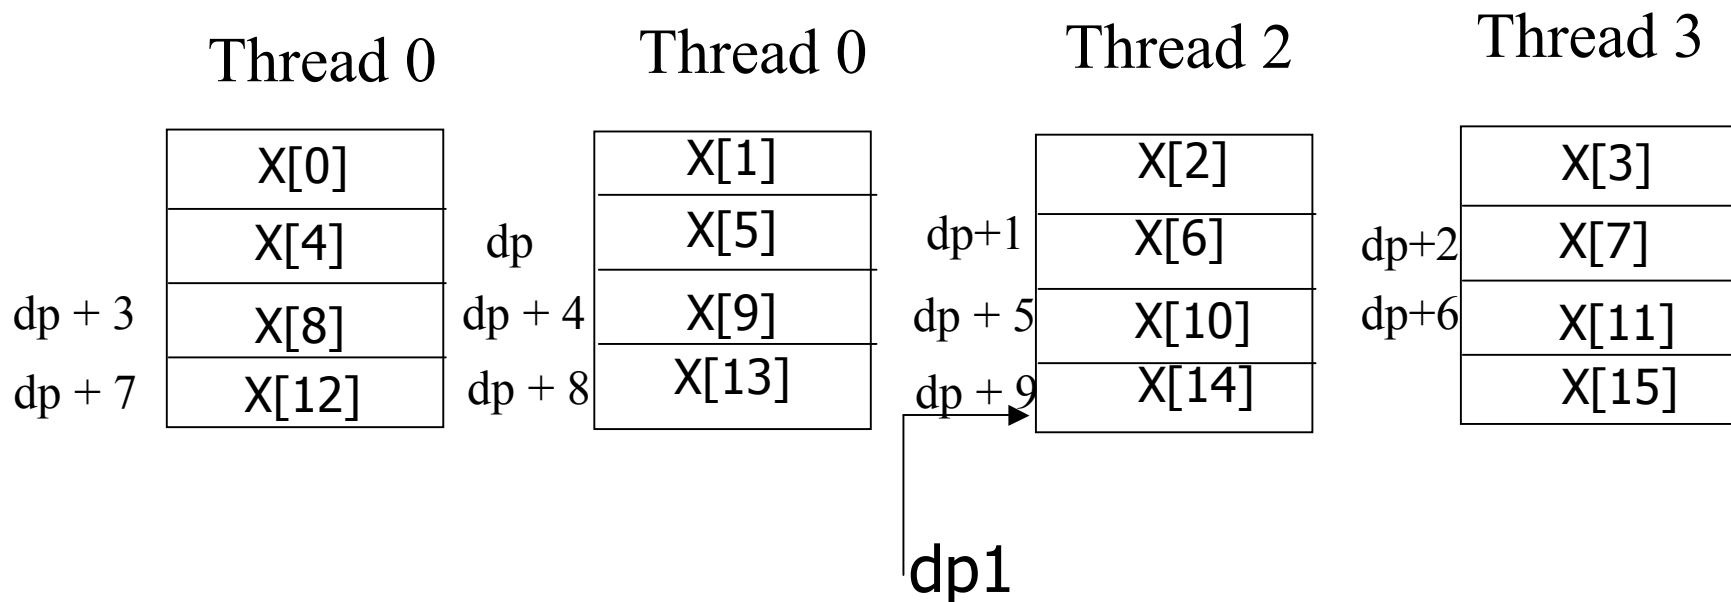 Thread 0 Thread 0 Thread 2 Thread 3
X[0] X[1] X[2] X[3]
X[4] dp X[5] dp+1 X[6] dp+2 X[7]
dp + 3 X[8] dp + 4 X[9] dp + 5 X[10] dp+6 X[11]
dp + 7 X[12] dp + 8 X[13] dp + 9 X[14] X[15]
dp1